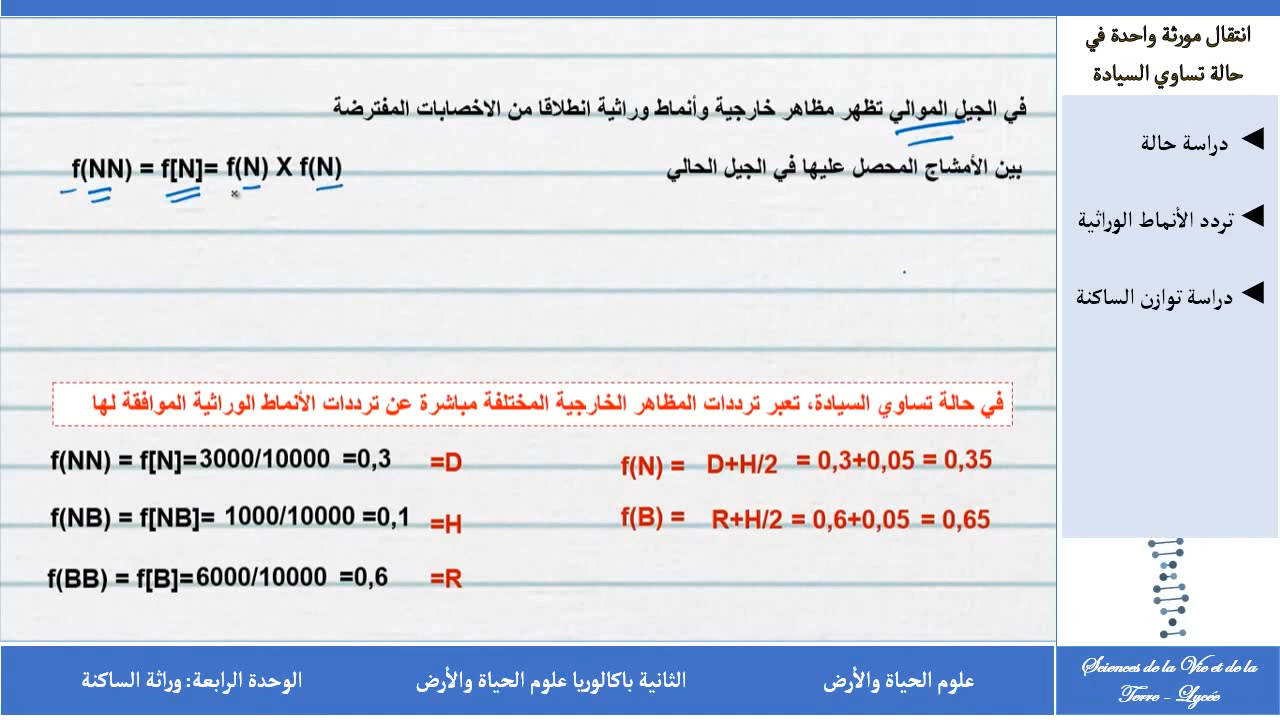 انتقال مورثة واحدة في
حالة تساوي السيادة
دراسة حالة
تردد الأنماط الوراثية
دراسة توازن الساكنة
في الجيل الموالي تظهر مظاهر خارجية وأنماط وراثية انطلاقا من الاخصابات المفترضة
بين الأمشاج المحصل عليها في الجيل الحالي
f(NN) = f[N]= f(N) X f(N)
في حالة تساوي السيادة، تعبر ترددات المظاهر الخارجية المختلفة مباشرة عن ترددات الأنماط الوراثية الموافقة لها
f(NN) = f[N]=3000/10000 =0,3 =D
f(N) = D+H/2 = 0,3+0,05 = 0,35
f(NB) = f[NB]= 1000/10000 =0,1 =H
f(B) = R+H/2 = 0,6+0,05 = 0,65
f(BB) = f[B]=6000/10000 =0,6 =R
علوم الحياة والأرض
الثانية باكالوريا علوم الحياة والأرض
الوحدة الرابعة: وراثة الساكنة
Sciences de la Vie et de la
Terre – Lycée